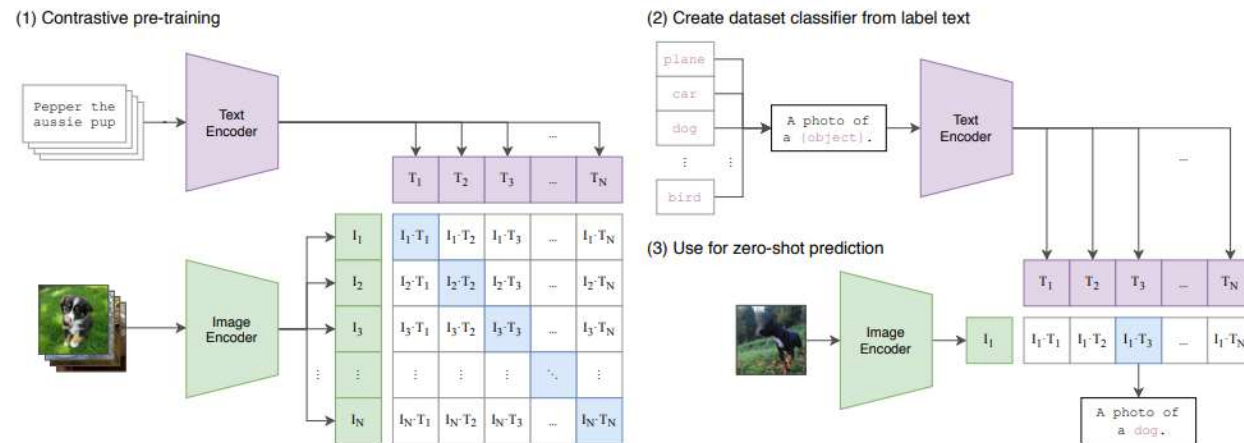 (1) Contrastive pre-training
Pepper the
aussie pup
Text
Encoder
...
T1 T2 T3 ... TN
I1 I1·T1 I1·T2 I1·T3 ... I1·TN
I2 I2·T1 I2·T2 I2·T3 ... I2·TN
Image
Encoder
I3 I3·T1 I3·T2 I3·T3 ... I3·TN
⋮ ⋮ ⋮ ⋮ ⋮ ⋱ ⋮
IN IN·T1 IN·T2 IN·T3 ... IN·TN
(2) Create dataset classifier from label text
plane
car
dog
⋮ ⋮
bird
A photo of
a {object}.
Text
Encoder
...
(3) Use for zero-shot prediction
T1 T2 T3 ... TN
Image
Encoder
I1 I1·T1 I1·T2 I1·T3 ... I1·TN
A photo of
a dog.